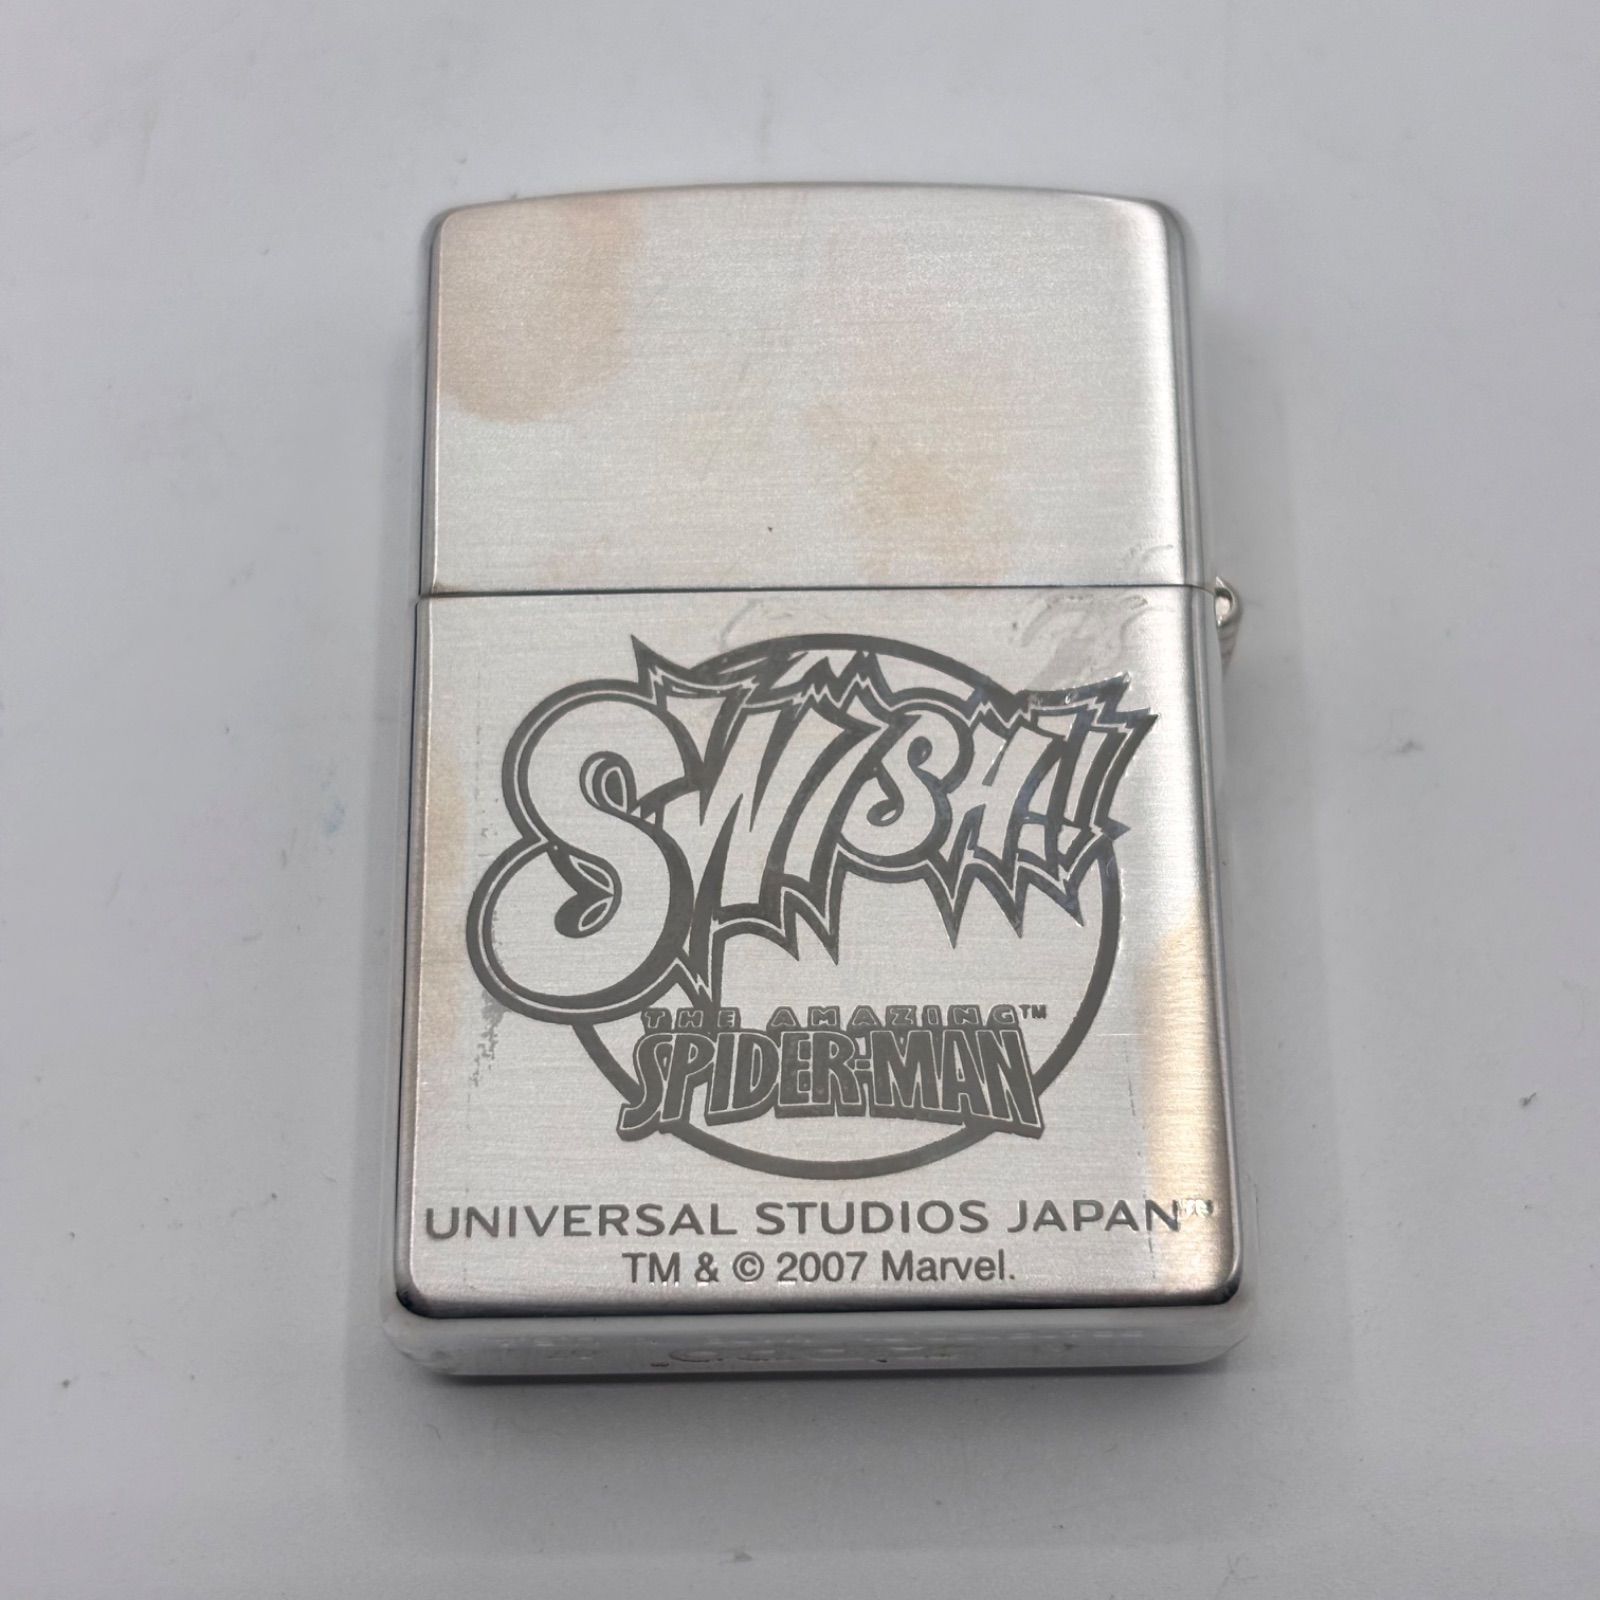 SWISH!!
THE AMAZING™
SPIDER-MAN
UNIVERSAL STUDIOS JAPAN™
TM & © 2007 Marvel.